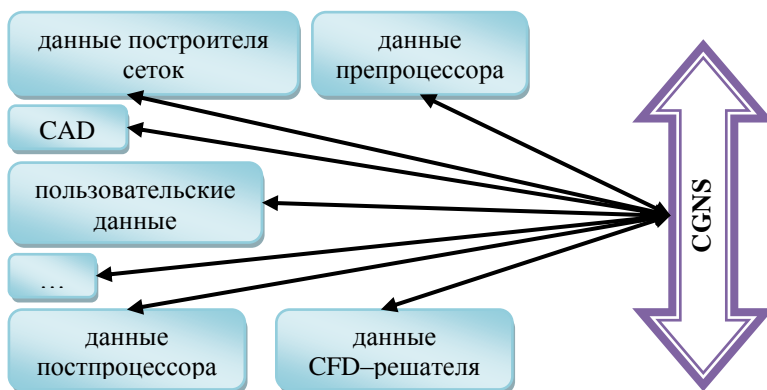 данные построителя
сеток
данные
препроцессора
CAD
пользовательские
данные
…
данные
постпроцессора
данные
CFD–решателя
CGNS